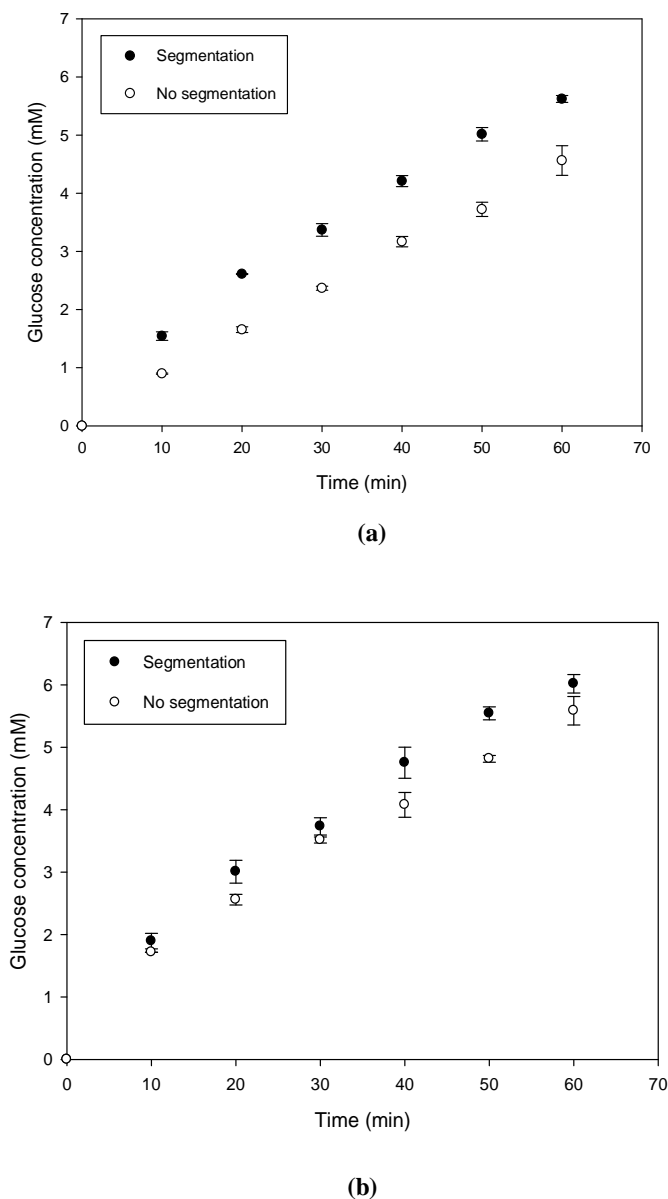 7
6
5
4
3
2
1
0
Glucose concentration (mM)
Segmentation
No segmentation
0 10 20 30 40 50 60 70
Time (min)
(a)
7
6
5
4
3
2
1
0
Glucose concentration (mM)
Segmentation
No segmentation
0 10 20 30 40 50 60 70
Time (min)
(b)